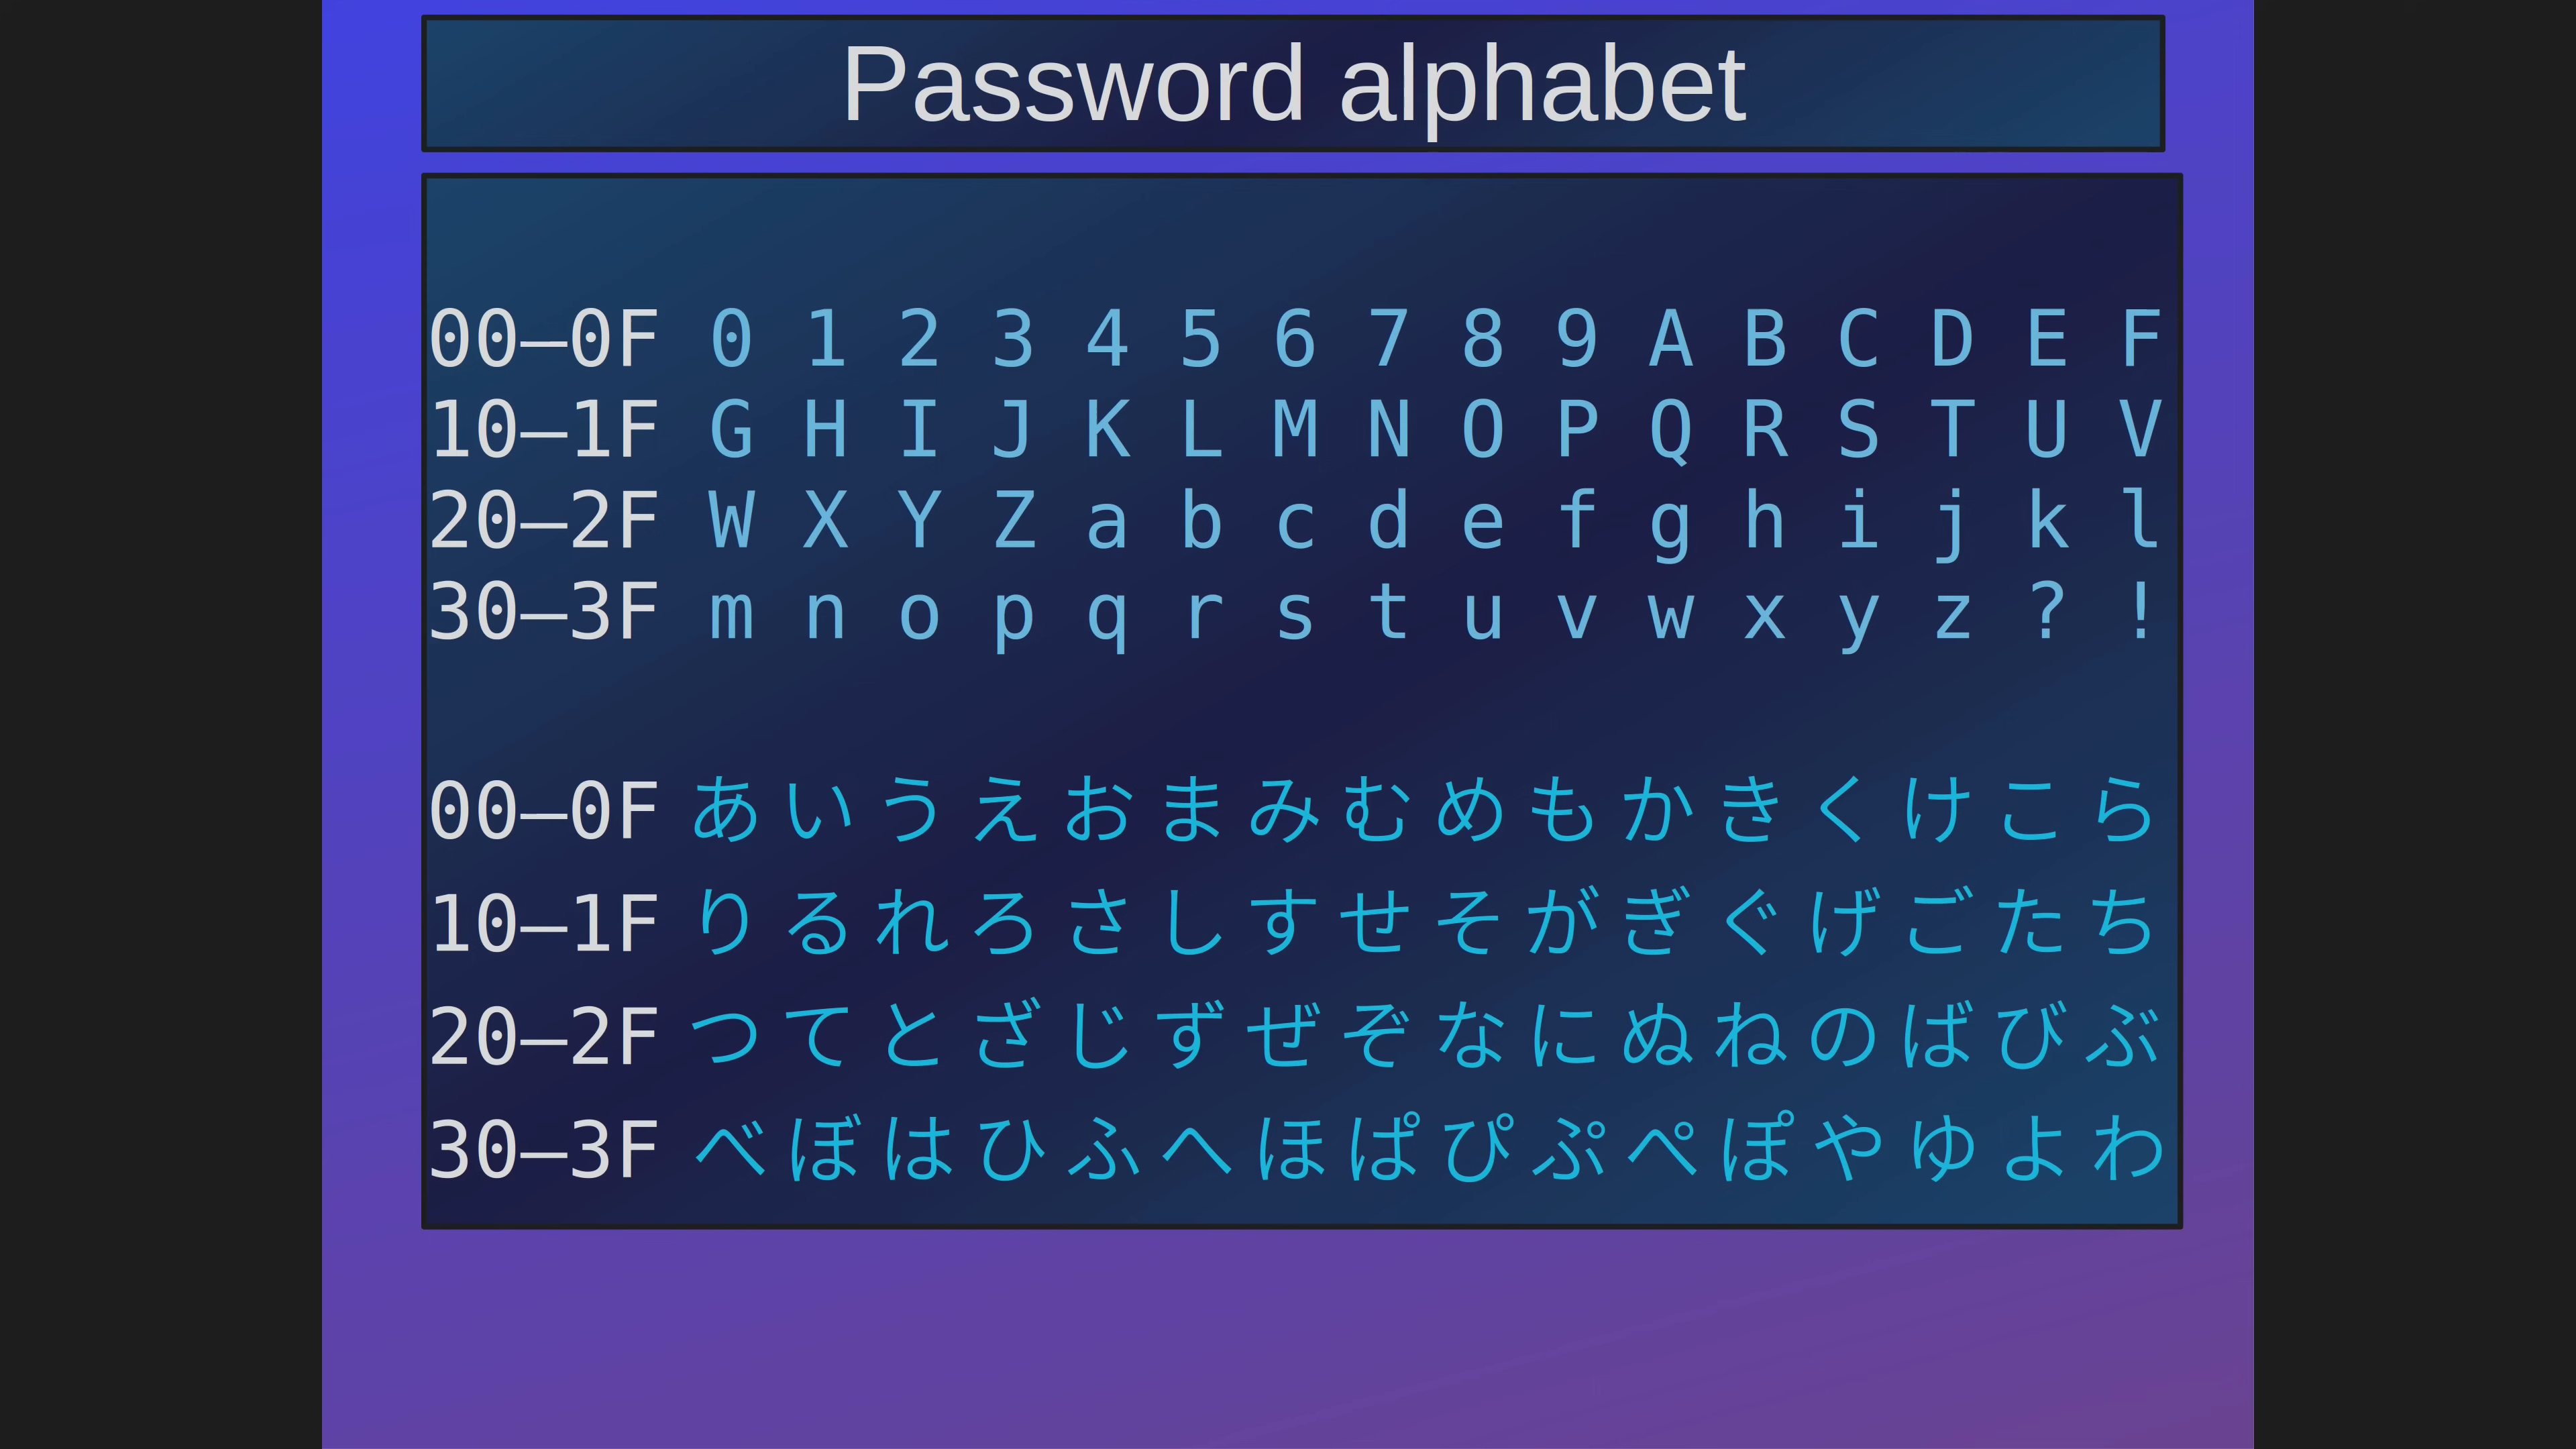 Password alphabet
00–0F 0 1 2 3 4 5 6 7 8 9 A B C D E F
10–1F G H I J K L M N O P Q R S T U V
20–2F W X Y Z a b c d e f g h i j k l
30–3F m n o p q r s t u v w x y z ? !
00–0F あ い う え お ま み む め も か き く け こ ら
10–1F り る れ ろ さ し す せ そ が ぎ ぐ げ ご た ち
20–2F つ て と ざ じ ず ぜ ぞ な に ぬ ね の ば び ぶ
30–3F べ ぼ は ひ ふ へ ほ ぱ ぴ ぷ ぺ ぽ や ゆ よ わ